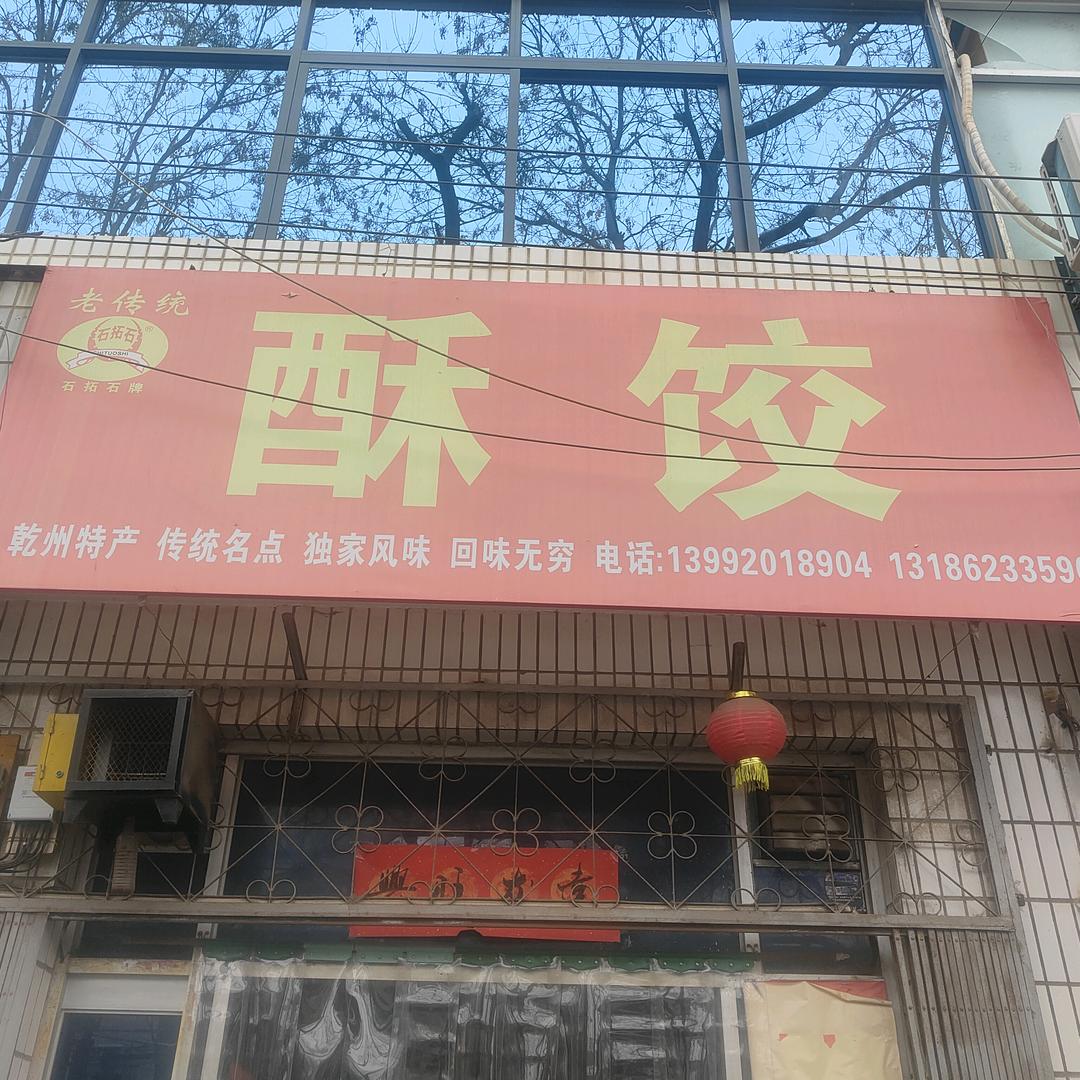 老传统
石拓石®
SHITUOSHI
石拓石牌
酥饺
乾州特产 传统名点 独家风味 回味无穷 电话:13992018904 1318623359